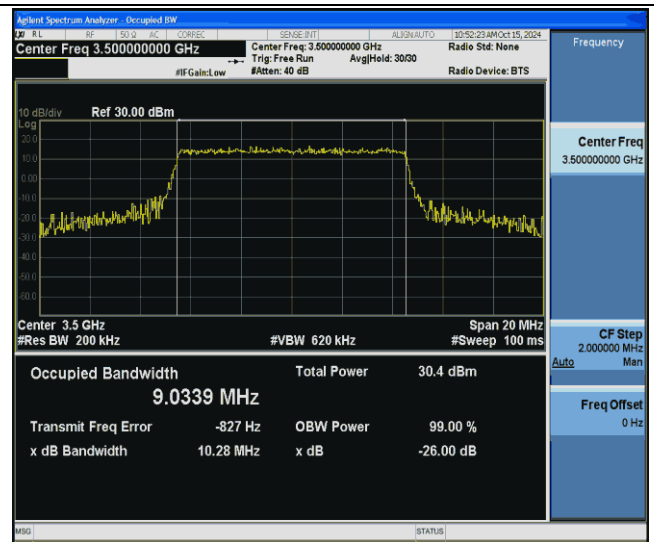 Agilent Spectrum Analyzer - Occupied BW
LXI RL RF 50 Ω AC CORREC SENSE:INT ALIGN AUTO 10:52:23 AM Oct 15, 2024
Center Freq 3.500000000 GHz Center Freq: 3.500000000 GHz Radio Std: None
Trig: Free Run Avg|Hold: 30/30
#IFGain:Low #Atten: 40 dB Radio Device: BTS
10 dB/div Ref 30.00 dBm
Log
20.0
10.0
0.00
-10.0
-20.0
-30.0
-40.0
-50.0
-60.0
Center 3.5 GHz Span 20 MHz
#Res BW 200 kHz #VBW 620 kHz #Sweep 100 ms
Occupied Bandwidth Total Power 30.4 dBm
9.0339 MHz
Transmit Freq Error -827 Hz OBW Power 99.00 %
x dB Bandwidth 10.28 MHz x dB -26.00 dB
MSG STATUS
Frequency
Center Freq
3.500000000 GHz
CF Step
2.000000 MHz
Auto Man
Freq Offset
0 Hz